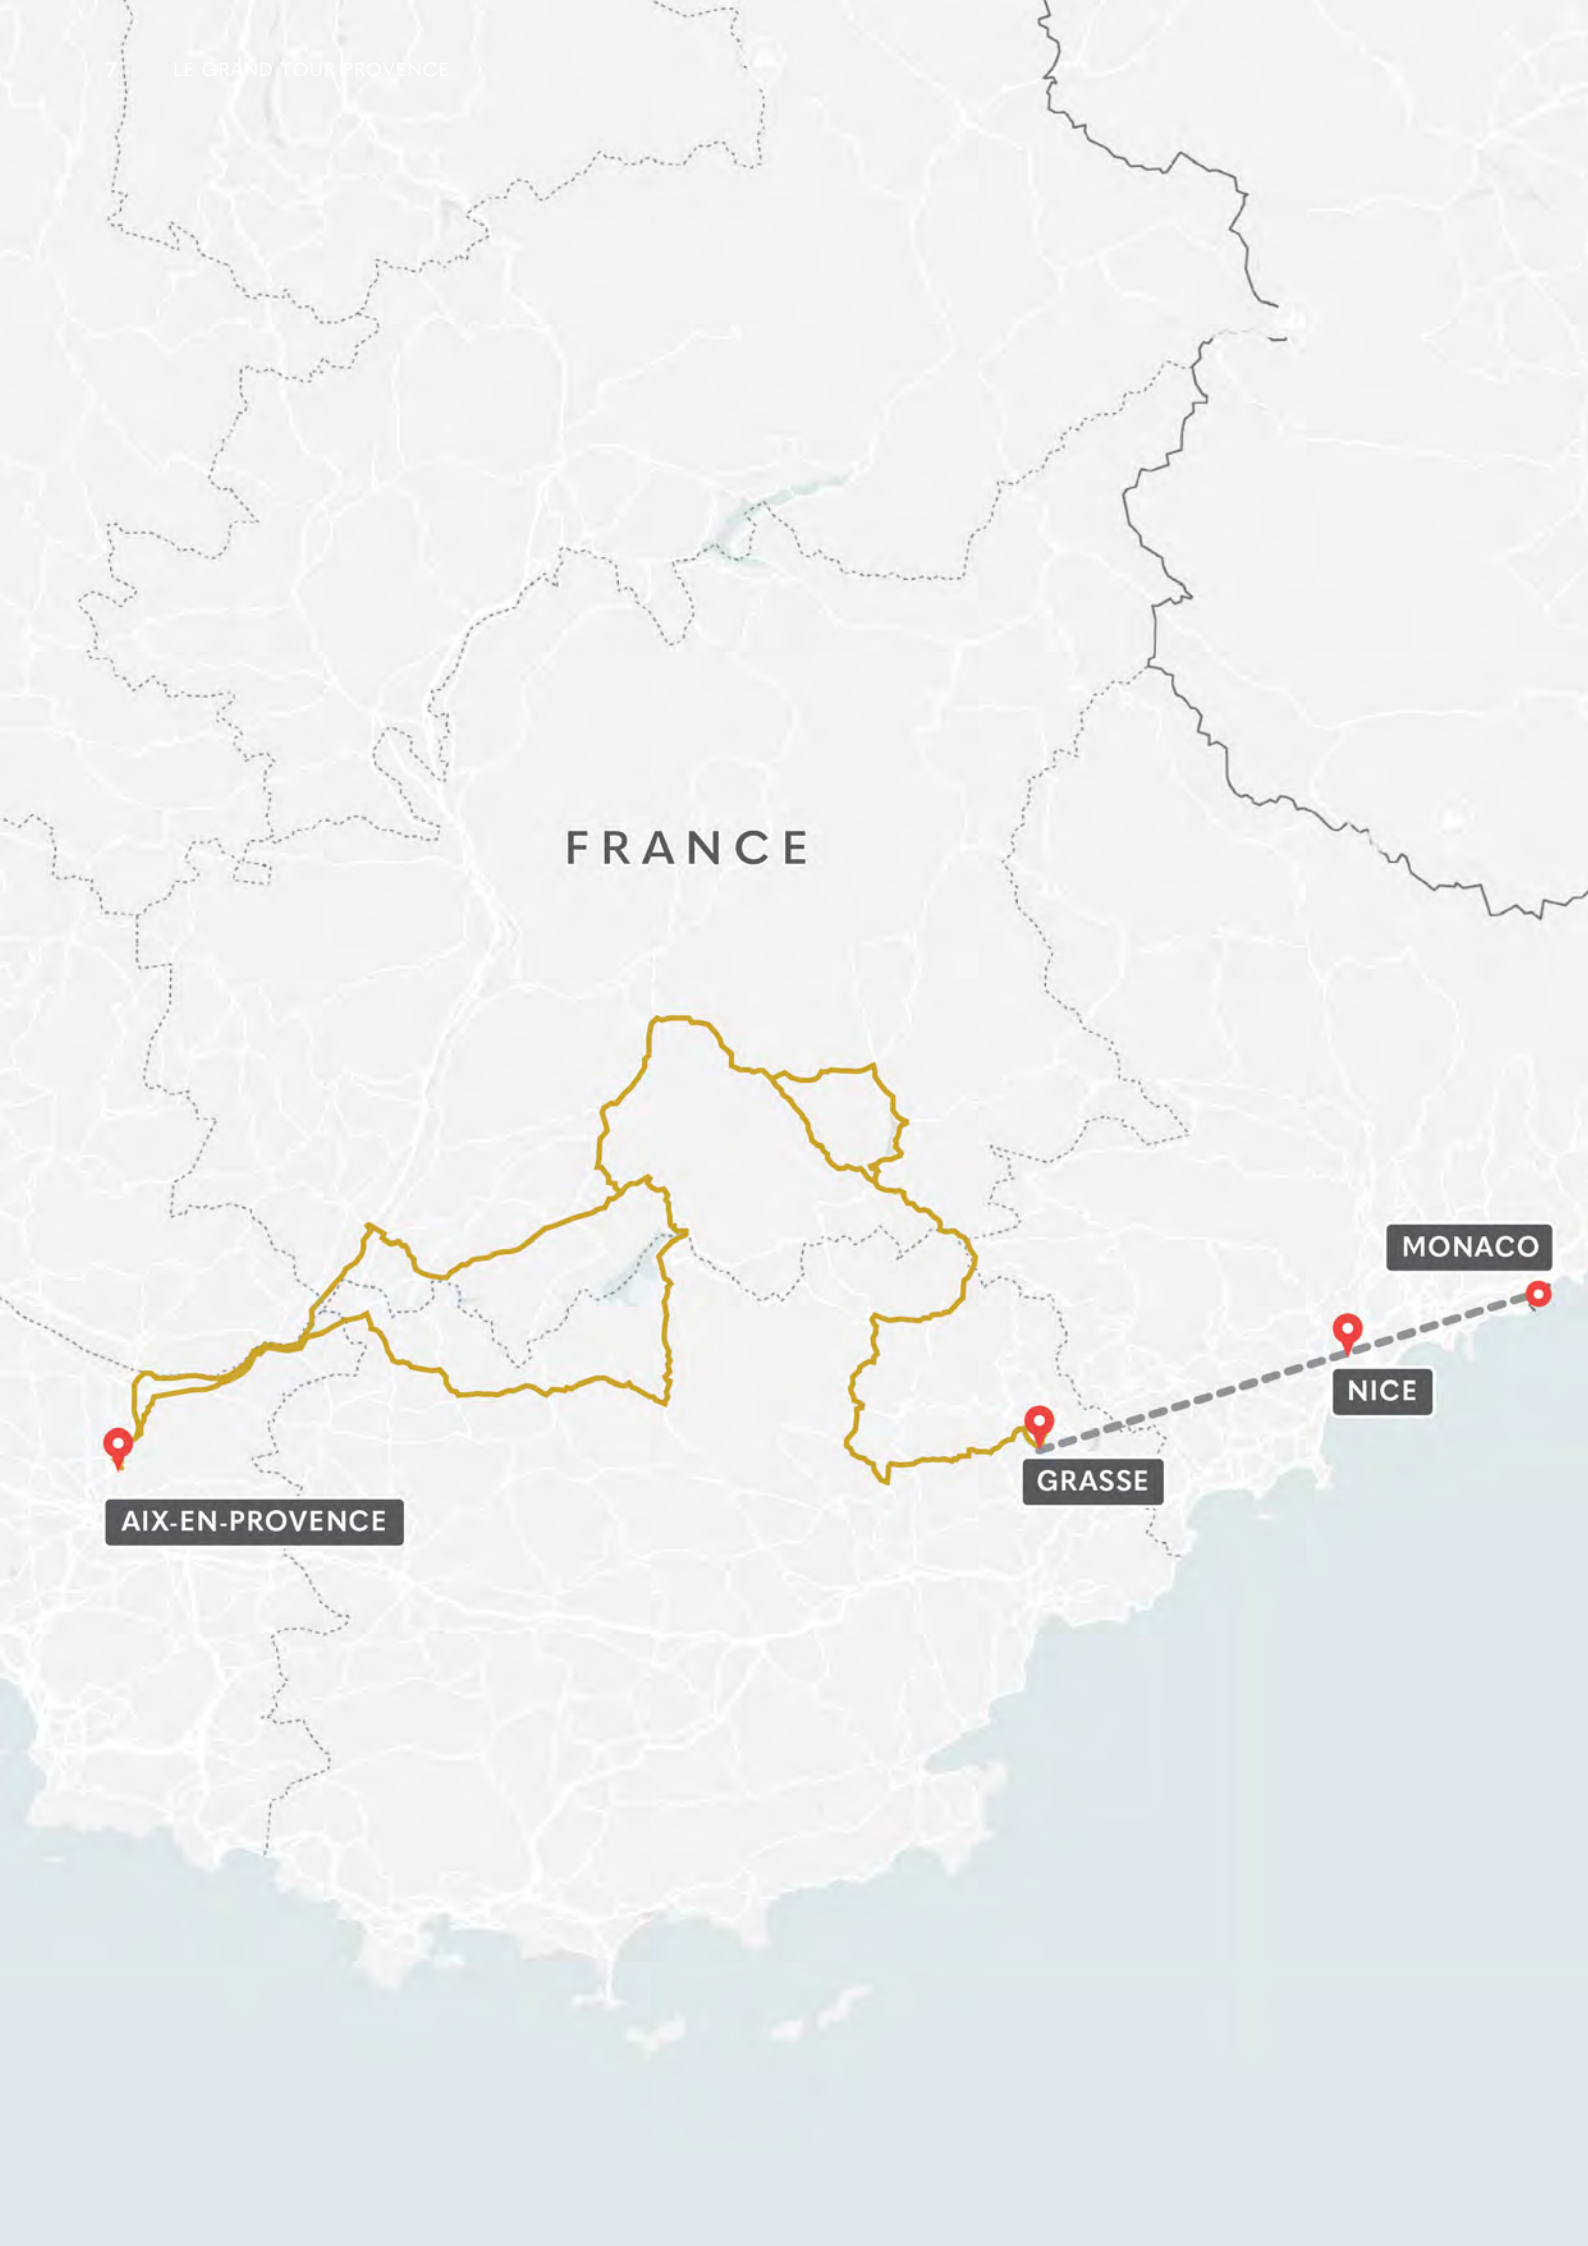 7 LE GRAND TOUR PROVENCE
FRANCE
MONACO
NICE
GRASSE
AIX-EN-PROVENCE